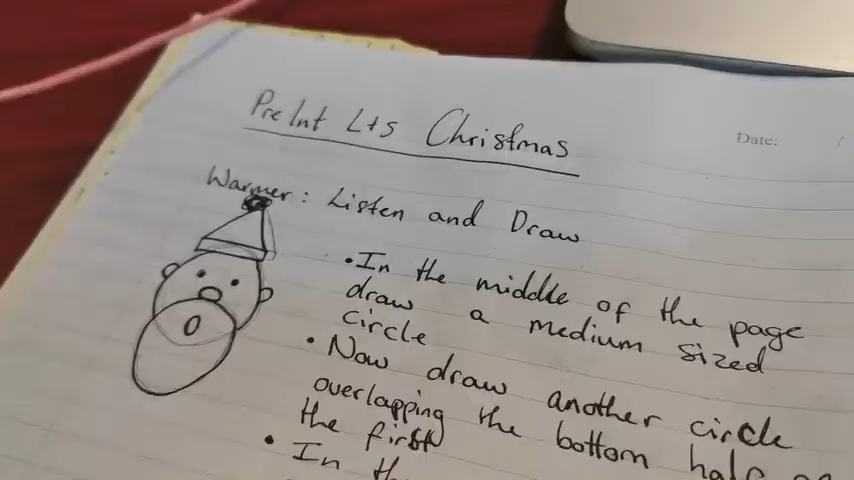 Pre Int L+S Christmas
Date: /
Warmer: Listen and Draw
• In the middle of the page
draw a medium sized
circle
• Now draw another circle
overlapping the bottom half
the first
• In